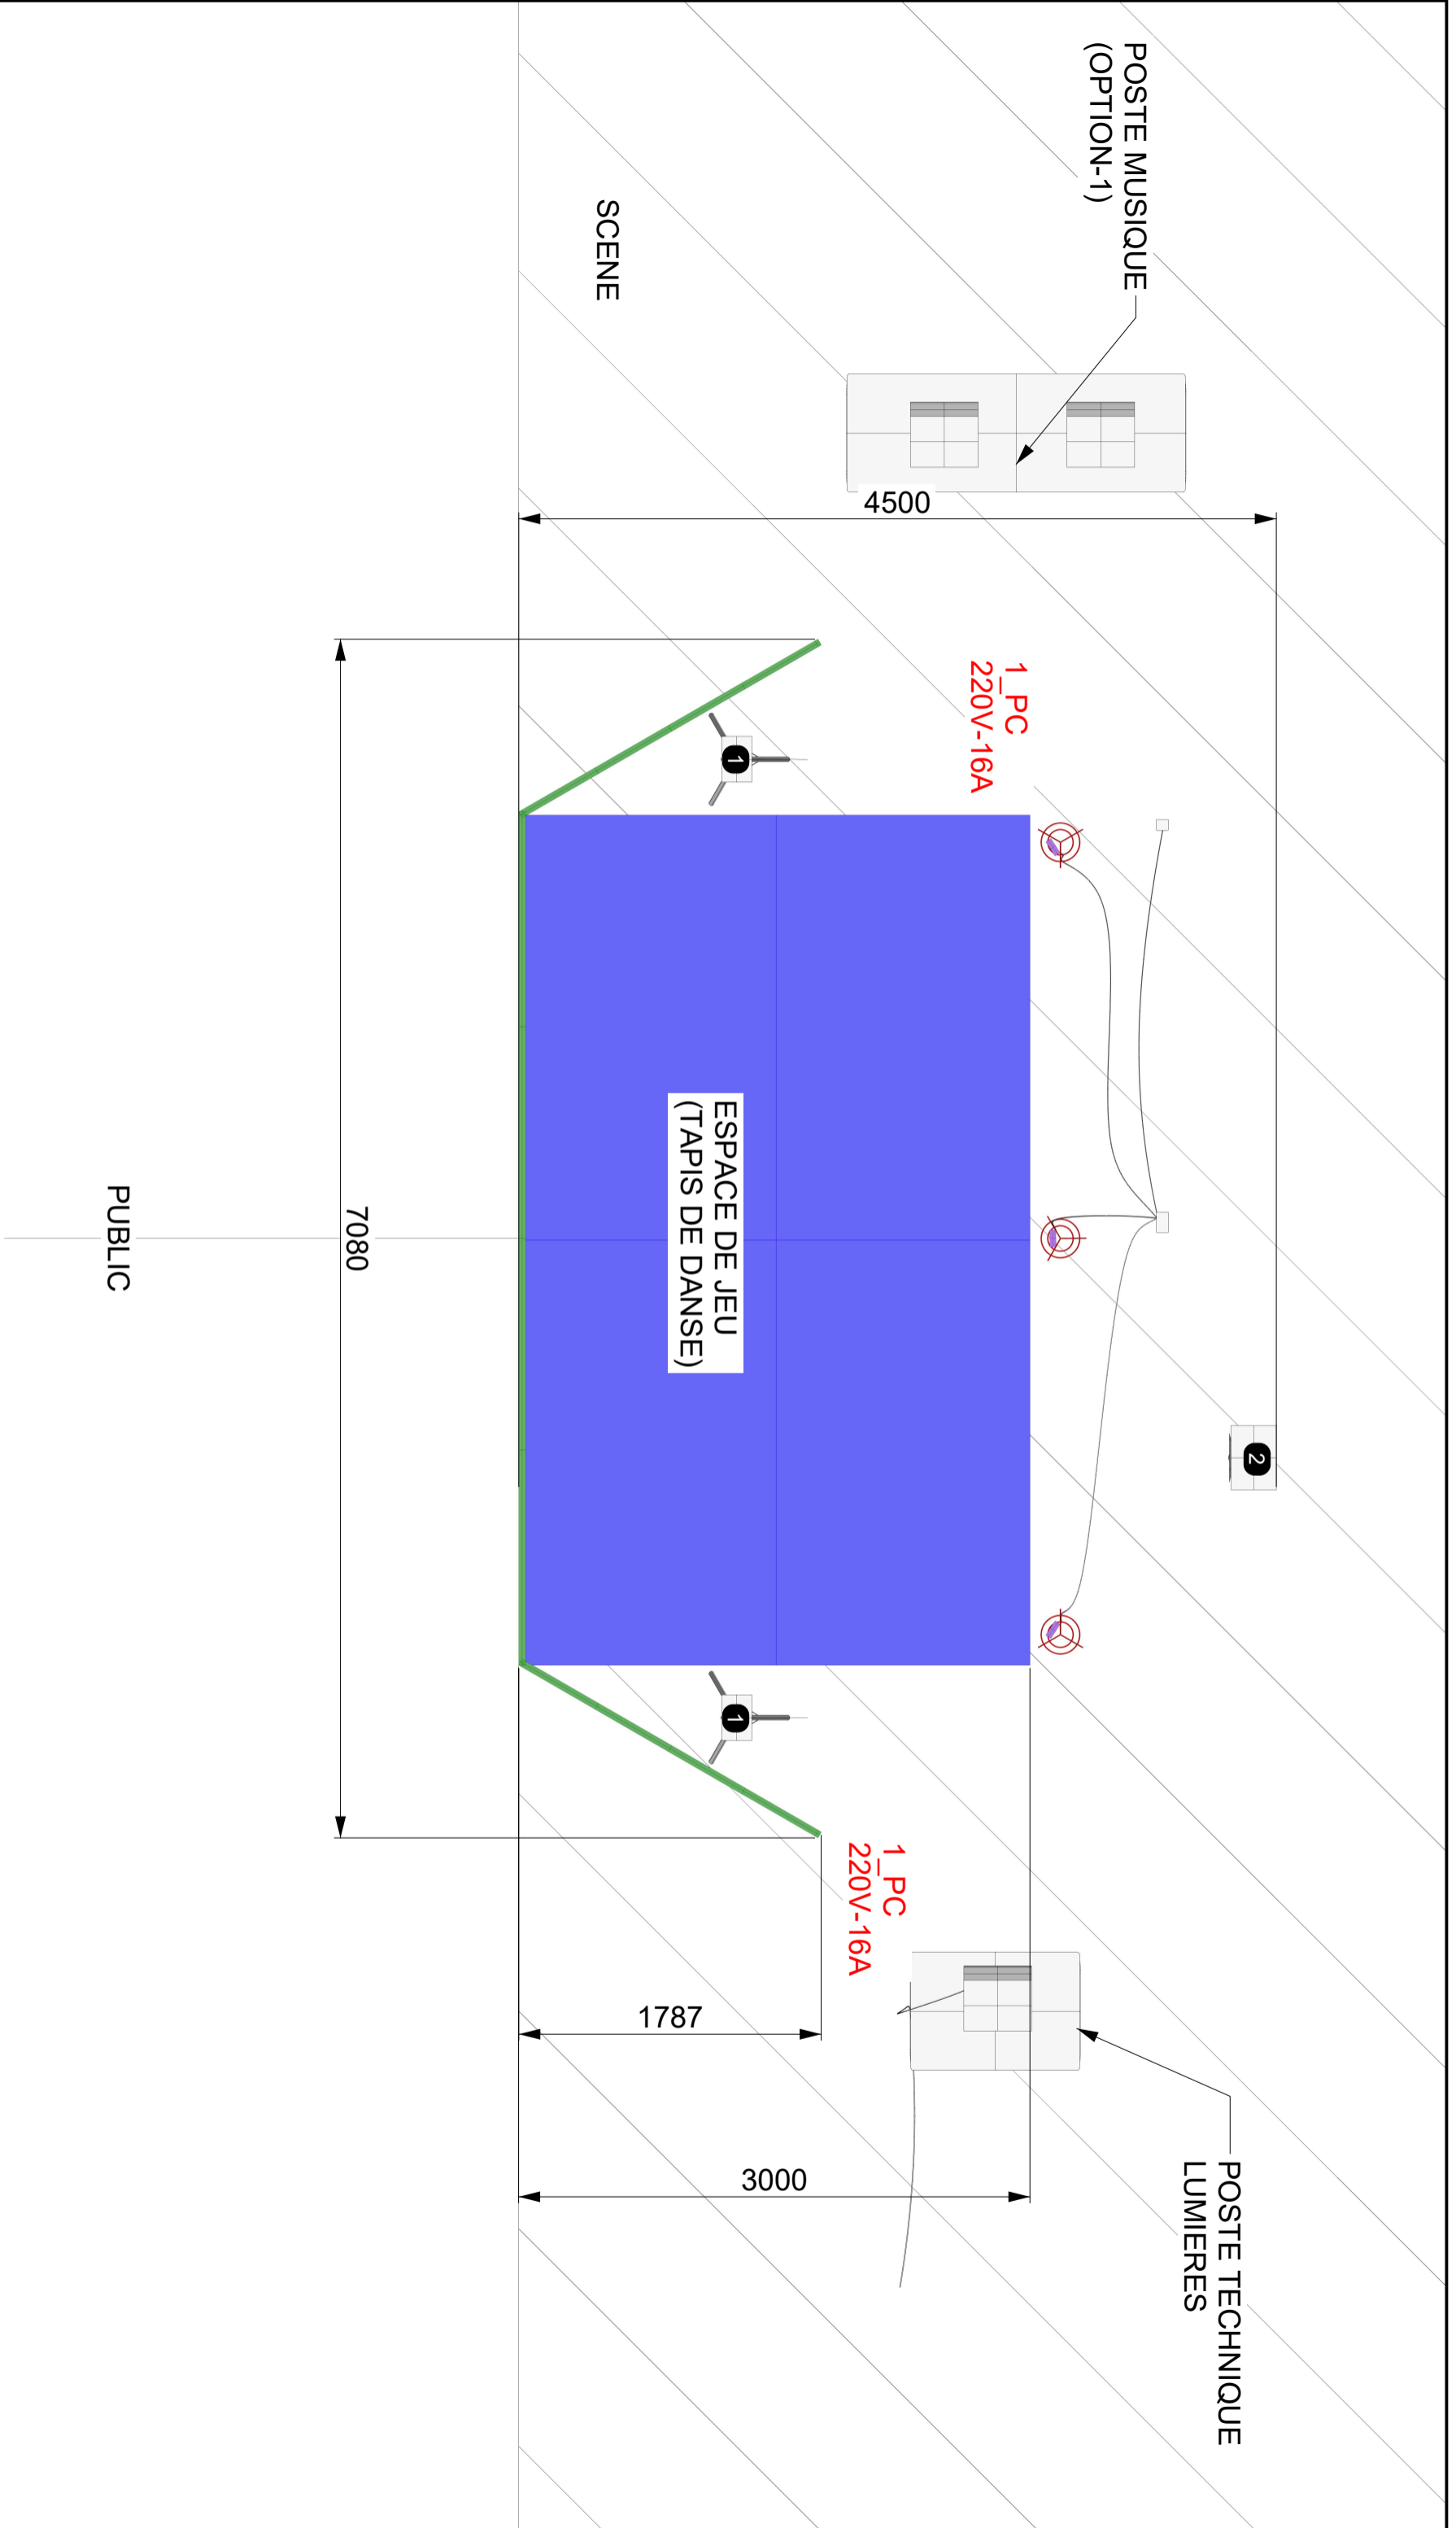 POSTE MUSIQUE
(OPTION-1)
SCENE
4500
1_PC
220V-16A
1
ESPACE DE JEU
(TAPIS DE DANSE)
7080
PUBLIC
2
1
1_PC
220V-16A
1787
3000
POSTE TECHNIQUE
LUMIERES